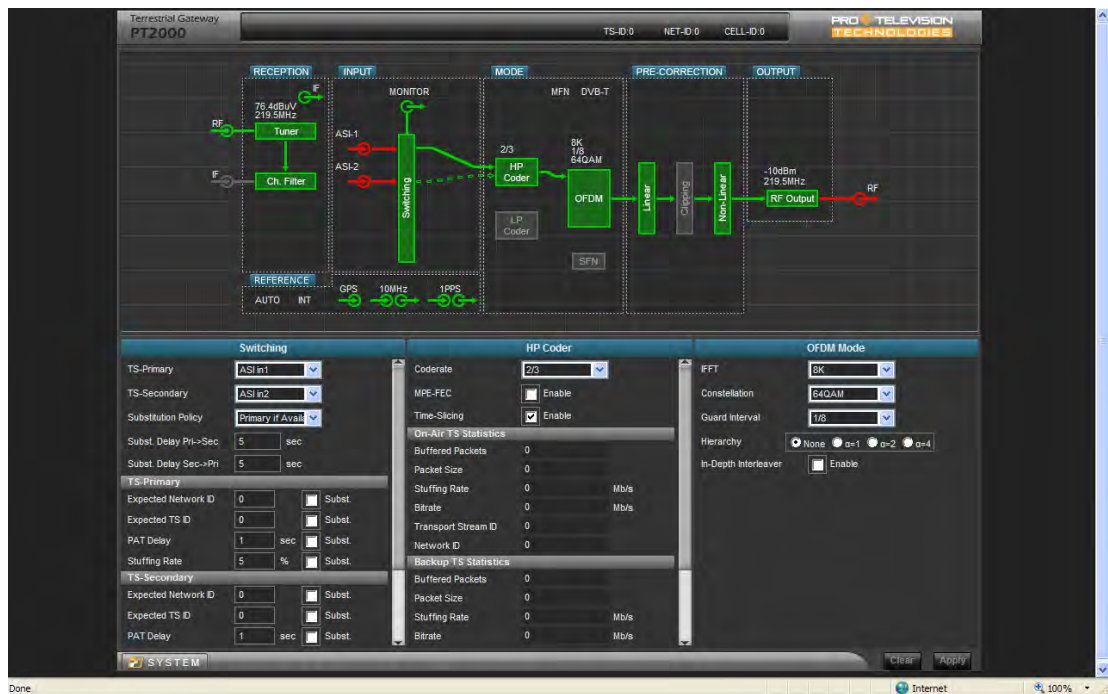 Terrestrial Gateway
PT2000
TS-ID:0 NET-ID:0 CELL-ID:0
PRO TELEVISION
TECHNOLOGIES
RECEPTION
INPUT
MODE
PRE-CORRECTION
OUTPUT
IF
76.4dBuV
219.5MHz
RF
Tuner
IF
Ch. Filter
MONITOR
ASI-1
ASI-2
Switching
MFN DVB-T
2/3
HP
Coder
LP
Coder
8K
1/8
64QAM
OFDM
SFN
Linear
Clipping
Non-Linear
-10dBm
219.5MHz
RF Output
RF
REFERENCE
AUTO INT
GPS 10MHz 1PPS
Switching
TS-Primary ASI in1
TS-Secondary ASI in2
Substitution Policy Primary if Availa
Subst. Delay Pri->Sec 5 sec
Subst. Delay Sec->Pri 5 sec
TS-Primary
Expected Network ID 0 Subst.
Expected TS ID 0 Subst.
PAT Delay 1 sec Subst.
Stuffing Rate 5 % Subst.
TS-Secondary
Expected Network ID 0 Subst.
Expected TS ID 0 Subst.
PAT Delay 1 sec Subst.
HP Coder
Coderate 2/3
MPE-FEC Enable
Time-Slicing Enable
On-Air TS Statistics
Buffered Packets 0
Packet Size 0
Stuffing Rate 0 Mb/s
Bitrate 0 Mb/s
Transport Stream ID 0
Network ID 0
Backup TS Statistics
Buffered Packets 0
Packet Size 0
Stuffing Rate 0 Mb/s
Bitrate 0 Mb/s
OFDM Mode
IFFT 8K
Constellation 64QAM
Guard Interval 1/8
Hierarchy None α=1 α=2 α=4
In-Depth Interleaver Enable
SYSTEM
Clear Apply
Done
Internet
100%